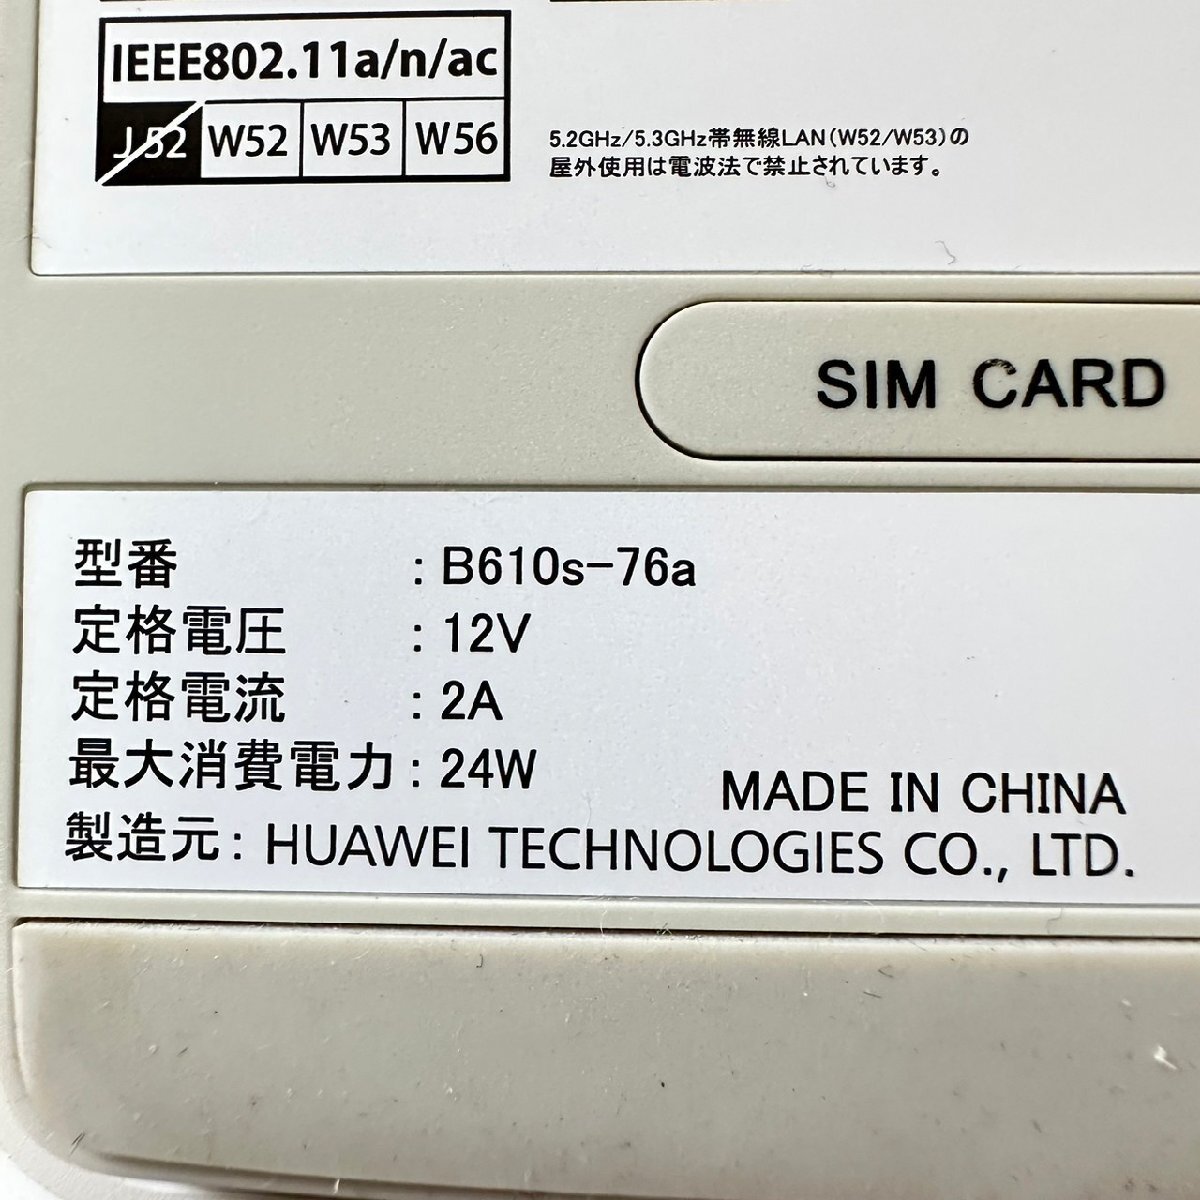 IEEE802.11a/n/ac
J52 W52 W53 W56
5.2GHz/5.3GHz帯無線LAN(W52/W53)の
屋外使用は電波法で禁止されています。
SIM CARD
型番 : B610s-76a
定格電圧 : 12V
定格電流 : 2A
最大消費電力 : 24W
MADE IN CHINA
製造元 : HUAWEI TECHNOLOGIES CO., LTD.